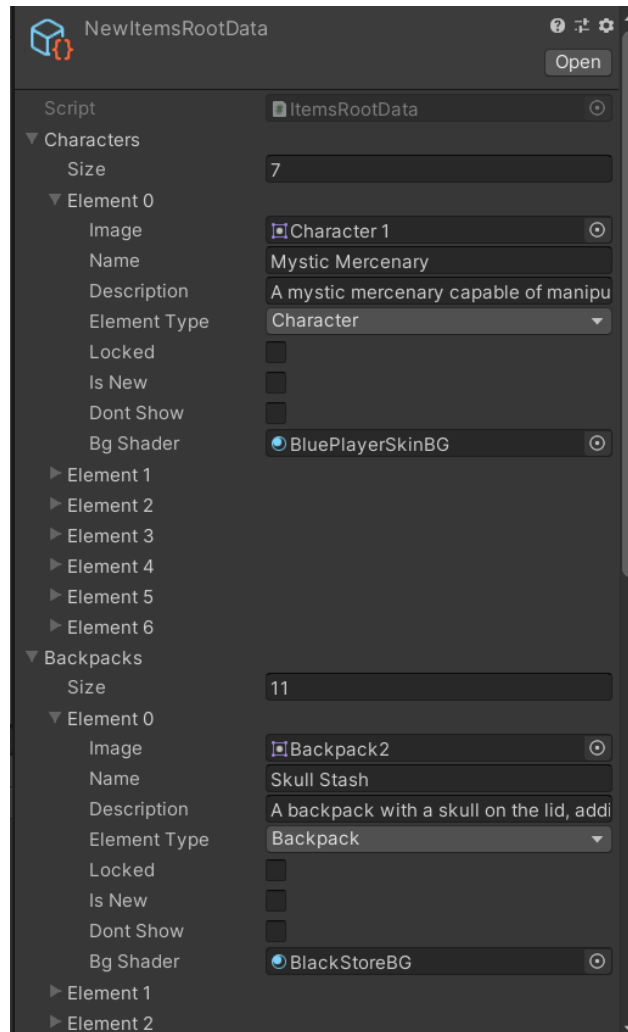 NewItemsRootData
Open
Script ItemsRootData
Characters
Size 7
Element 0
Image Character 1
Name Mystic Mercenary
Description A mystic mercenary capable of manipu
Element Type Character
Locked
Is New
Dont Show
Bg Shader BluePlayerSkinBG
Element 1
Element 2
Element 3
Element 4
Element 5
Element 6
Backpacks
Size 11
Element 0
Image Backpack2
Name Skull Stash
Description A backpack with a skull on the lid, addi
Element Type Backpack
Locked
Is New
Dont Show
Bg Shader BlackStoreBG
Element 1
Element 2